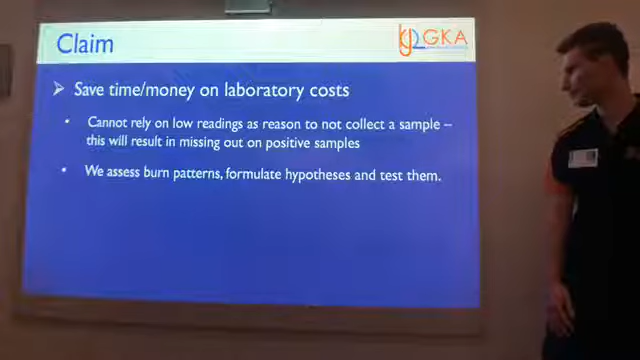 Claim
GKA
➤ Save time/money on laboratory costs
• Cannot rely on low readings as reason to not collect a sample –
this will result in missing out on positive samples
• We assess burn patterns, formulate hypotheses and test them.